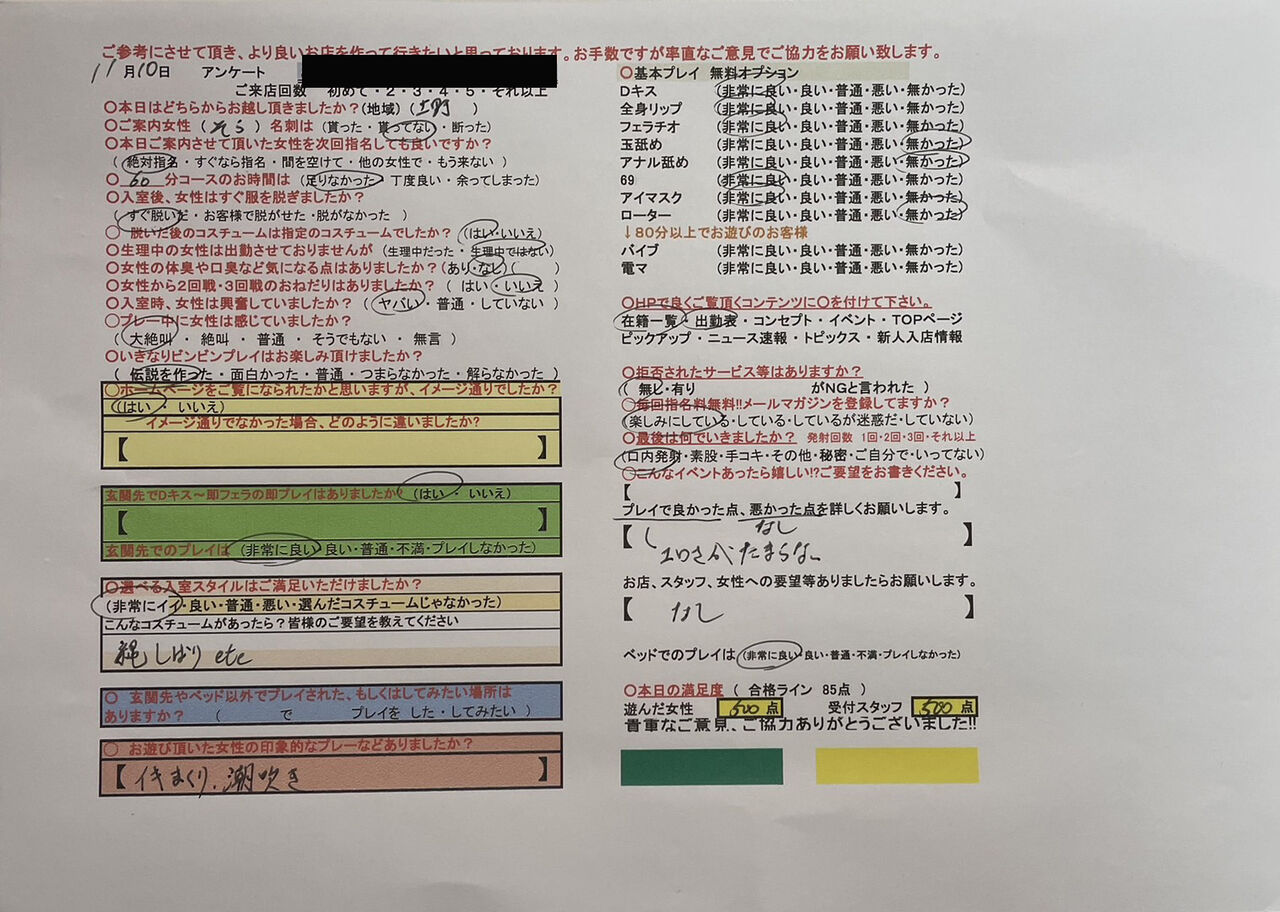 ご参考にさせて頂き、より良いお店を作って行きたいと思っております。お手数ですが率直なご意見でご協力をお願い致します。
11月10日 アンケート
ご来店回数 初めて・2・3・4・5・それ以上
〇本日はどちらからお越し頂きましたか?(地域) ( )
〇ご案内女性 ( そら ) 名刺は (貰った・貰ってない・断った)
〇本日ご案内させて頂いた女性を次回指名しても良いですか?
( 絶対指名・すぐなら指名・間を空けて・他の女性で・もう来ない )
〇 60 分コースのお時間は (足りなかった・丁度良い・余ってしまった)
〇入室後、女性はすぐ服を脱ぎましたか?
(すぐ脱いだ・お客様で脱がせた・脱がなかった )
〇 脱いだ後のコスチュームは指定のコスチュームでしたか? (はい・いいえ)
〇生理中の女性は出勤させておりませんが (生理中だった・生理中ではない)
〇女性の体臭や口臭など気になる点はありましたか?(あり・なし)( )
〇女性から2回戦・3回戦のおねだりはありましたか? ( はい・いいえ )
〇入室時、女性は興奮していましたか? ( ヤバい・普通・していない )
〇プレー中に女性は感じていましたか?
( 大絶叫・ 絶叫 ・ 普通 ・ そうでもない ・ 無言 )
〇いきなりビンビンプレイはお楽しみ頂けましたか?
( 伝説を作った・面白かった・普通・つまらなかった・解らなかった )
〇ホームページをご覧になられたかと思いますが、イメージ通りでしたか?
(はい ・ いいえ)
イメージ通りでなかった場合、どのように違いましたか?
【 】
玄関先でDキス~即フェラの即プレイはありましたか? (はい ・ いいえ)
【 】
玄関先でのプレイは (非常に良い・良い・普通・不満・プレイしなかった)
〇選べる入室スタイルはご満足いただけましたか?
(非常にイイ・良い・普通・悪い・選んだコスチュームじゃなかった)
こんなコスチュームがあったら?皆様のご要望を教えてください
縄しばり etc
〇 玄関先やベッド以外でプレイされた、もしくはしてみたい場所は
ありますか? ( で プレイを した・してみたい )
〇 お遊び頂いた女性の印象的なプレーなどありましたか?
【 イキまくり、潮吹き 】
〇基本プレイ 無料オプション
Dキス (非常に良い・良い・普通・悪い・無かった)
全身リップ (非常に良い・良い・普通・悪い・無かった)
フェラチオ (非常に良い・良い・普通・悪い・無かった)
玉舐め (非常に良い・良い・普通・悪い・無かった)
アナル舐め (非常に良い・良い・普通・悪い・無かった)
69 (非常に良い・良い・普通・悪い・無かった)
アイマスク (非常に良い・良い・普通・悪い・無かった)
ローター (非常に良い・良い・普通・悪い・無かった)
↓80分以上でお遊びのお客様
バイブ (非常に良い・良い・普通・悪い・無かった)
電マ (非常に良い・良い・普通・悪い・無かった)
〇HPで良くご覧頂くコンテンツに〇を付けて下さい。
在籍一覧・出勤表・コンセプト・イベント・TOPページ
ピックアップ・ニュース速報・トピックス・新人入店情報
〇拒否されたサービス等はありますか?
( 無し・有り がNGと言われた )
〇毎回指名料無料!!メールマガジンを登録してますか?
(楽しみにしている・している・しているが迷惑だ・していない)
〇最後は何でいきましたか? 発射回数 1回・2回・3回・それ以上
(口内発射・素股・手コキ・その他・秘密・ご自分で・いってない)
〇こんなイベントあったら嬉しい!?ご要望をお書きください。
【 】
プレイで良かった点、悪かった点を詳しくお願いします。
【 なし
エロさがたまらな 】
お店、スタッフ、女性への要望等ありましたらお願いします。
【 なし 】
ベッドでのプレイは (非常に良い・良い・普通・不満・プレイしなかった)
〇本日の満足度 ( 合格ライン 85点 )
遊んだ女性 500 点 受付スタッフ 500 点
貴重なご意見、ご協力ありがとうございました!!